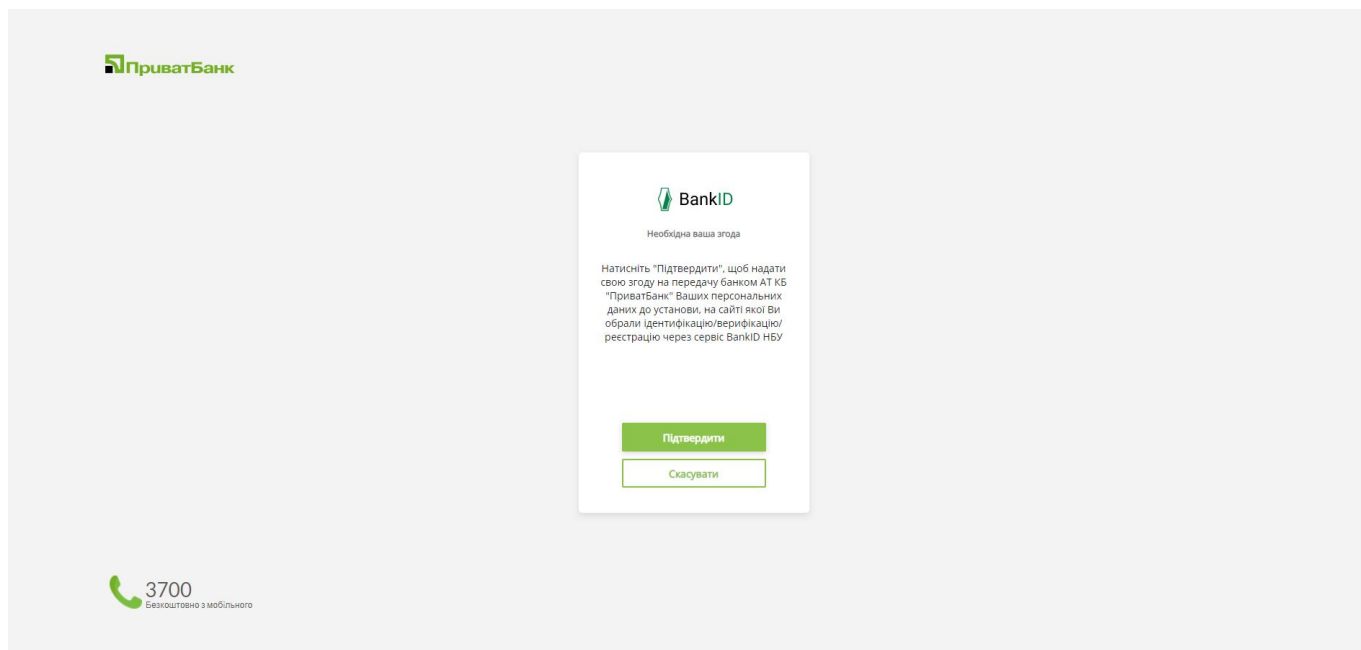 ПриватБанк
BankID
Необхідна ваша згода
Натисніть "Підтвердити", щоб надати
свою згоду на передачу банком АТ КБ
"ПриватБанк" Ваших персональних
даних до установи, на сайті якої Ви
обрали ідентифікацію/верифікацію/
реєстрацію через сервіс BankID НБУ
Підтвердити
Скасувати
3700
Безкоштовно з мобільного